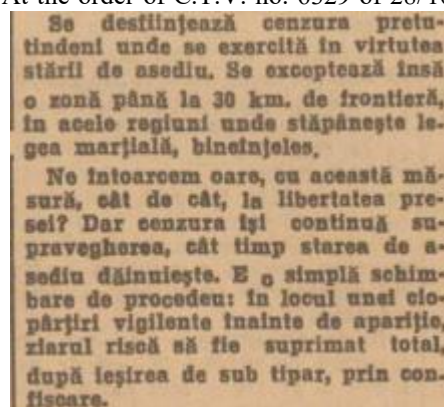 At the order of C.T.V. no. 6329 of 28/10
Se desființează cenzura pretu-
tindeni unde se exercită în virtutea
stării de asediu. Se exceptează însă
o zonă până la 30 km. de frontieră,
în acele regiuni unde stăpânește le-
gea marțială, bineînțeles.
Ne întoarcem oare, cu această mă-
sură, cât de cât, la libertatea pre-
sei? Dar cenzura își continuă su-
pravegherea, cât timp starea de a-
sediu dăinuiește. E o simplă schim-
bare de procedeu: în locul unei cio-
pârțiri vigilente înainte de apariție,
ziarul riscă să fie suprimat total,
după ieșirea de sub tipar, prin con-
fiscare.